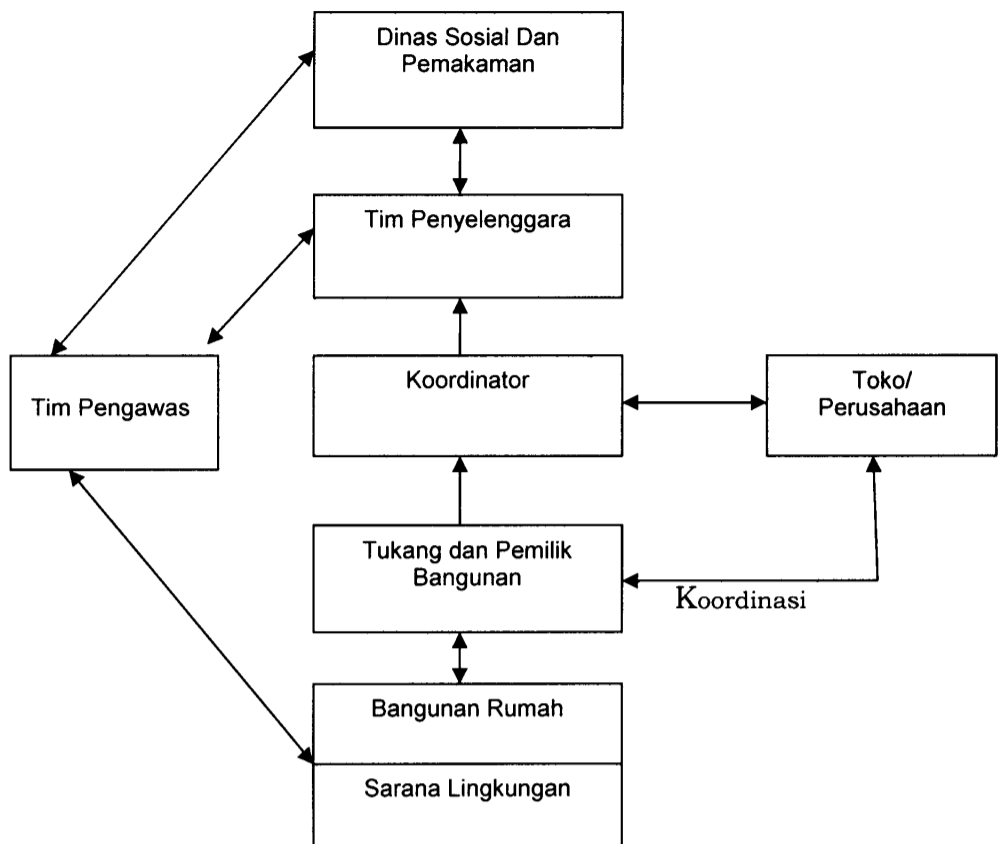 Dinas Sosial Dan
Pemakaman
Tim Penyelenggara
Tim Pengawas
Koordinator
Toko/
Perusahaan
Tukang dan Pemilik
Bangunan
Koordinasi
Bangunan Rumah
Sarana Lingkungan